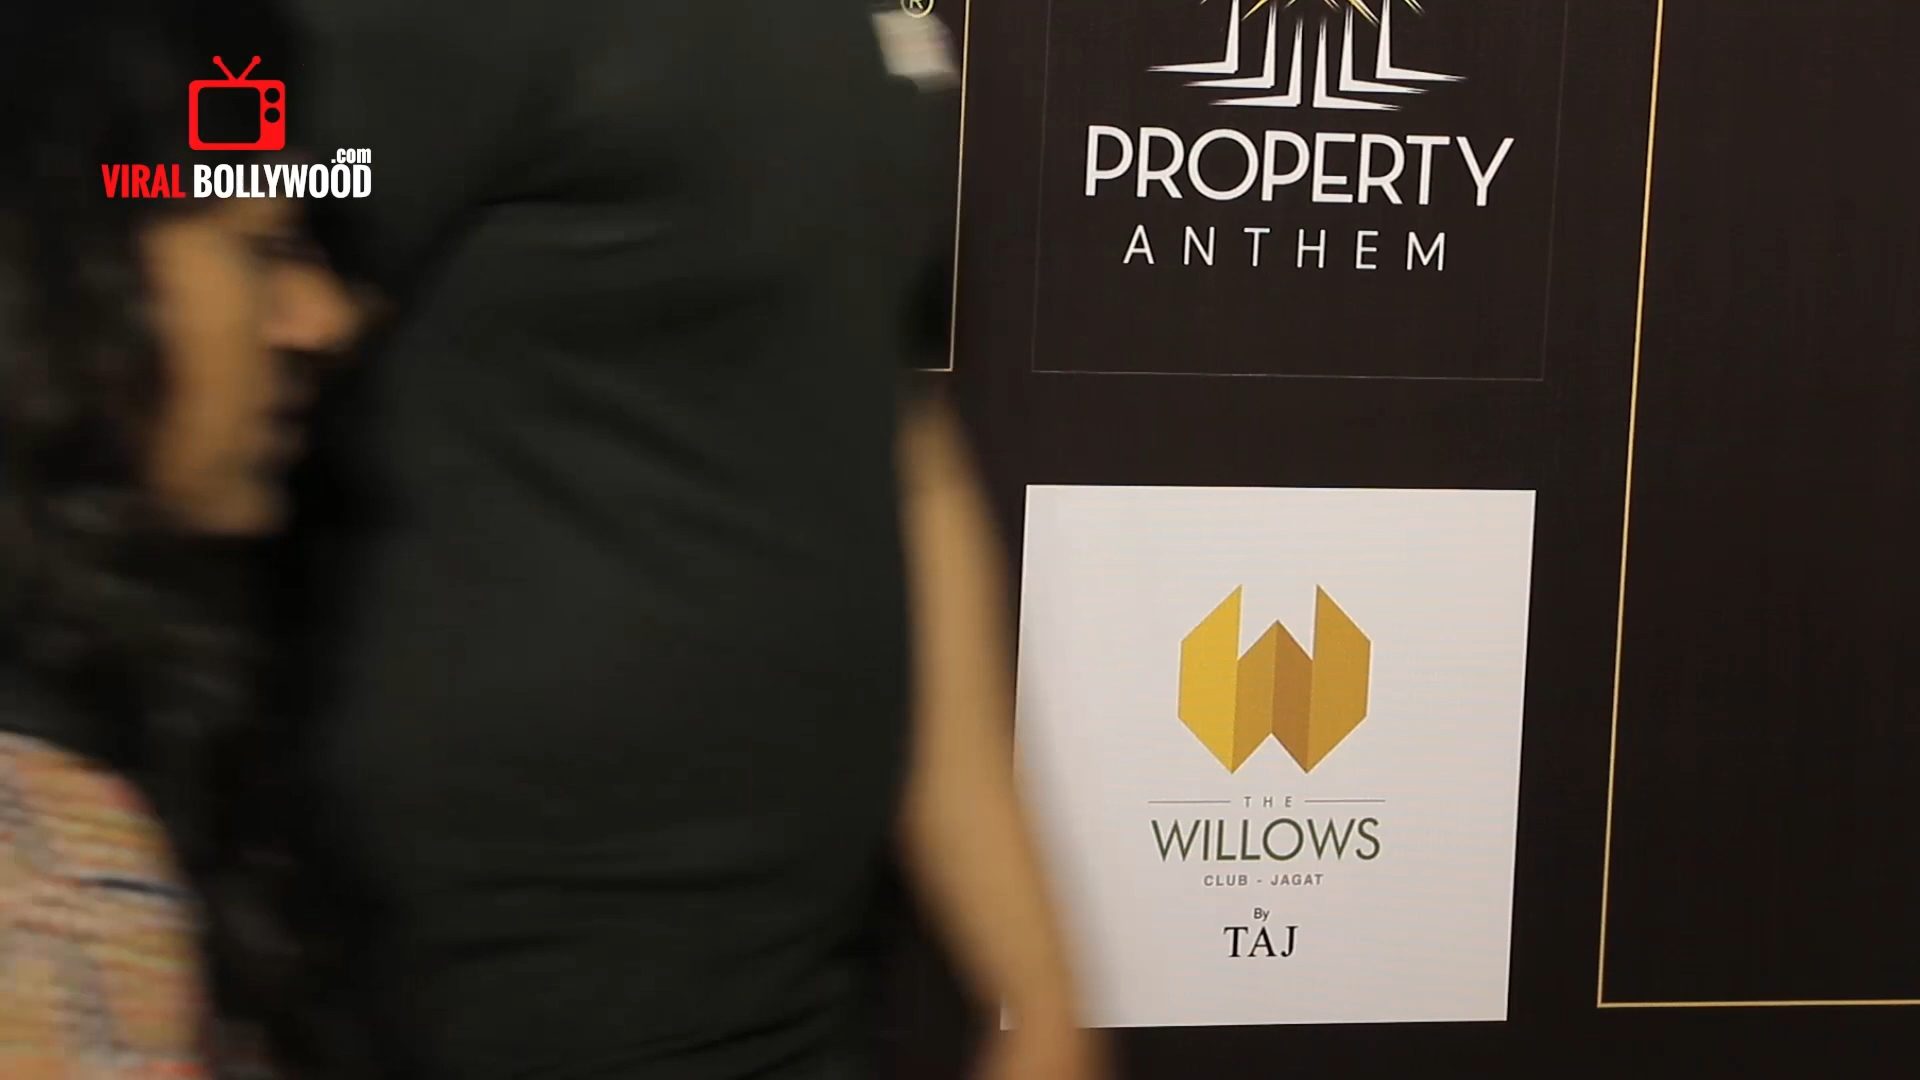 ®
VIRAL BOLLYWOOD
.com
PROPERTY
ANTHEM
THE
WILLOWS
CLUB - JAGAT
By
TAJ